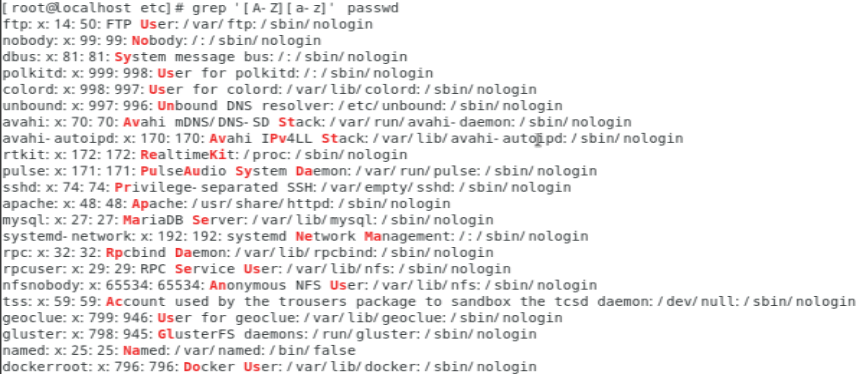 [root@localhost etc]# grep '[A-Z][a-z]' passwd
ftp:x:14:50:FTP User:/var/ftp:/sbin/nologin
nobody:x:99:99:Nobody:/:/sbin/nologin
dbus:x:81:81:System message bus:/:/sbin/nologin
polkitd:x:999:998:User for polkitd:/:/sbin/nologin
colord:x:998:997:User for colord:/var/lib/colord:/sbin/nologin
unbound:x:997:996:Unbound DNS resolver:/etc/unbound:/sbin/nologin
avahi:x:70:70:Avahi mDNS/DNS-SD Stack:/var/run/avahi-daemon:/sbin/nologin
avahi-autoipd:x:170:170:Avahi IPv4LL Stack:/var/lib/avahi-autoipd:/sbin/nologin
rtkit:x:172:172:RealtimeKit:/proc:/sbin/nologin
pulse:x:171:171:PulseAudio System Daemon:/var/run/pulse:/sbin/nologin
sshd:x:74:74:Privilege-separated SSH:/var/empty/sshd:/sbin/nologin
apache:x:48:48:Apache:/usr/share/httpd:/sbin/nologin
mysql:x:27:27:MariaDB Server:/var/lib/mysql:/sbin/nologin
systemd-network:x:192:192:systemd Network Management:/:/sbin/nologin
rpc:x:32:32:Rpcbind Daemon:/var/lib/rpcbind:/sbin/nologin
rpcuser:x:29:29:RPC Service User:/var/lib/nfs:/sbin/nologin
nfsnobody:x:65534:65534:Anonymous NFS User:/var/lib/nfs:/sbin/nologin
tss:x:59:59:Account used by the trousers package to sandbox the tcsd daemon:/dev/null:/sbin/nologin
geoclue:x:799:946:User for geoclue:/var/lib/geoclue:/sbin/nologin
gluster:x:798:945:GlusterFS daemons:/run/gluster:/sbin/nologin
named:x:25:25:Named:/var/named:/bin/false
dockerroot:x:796:796:Docker User:/var/lib/docker:/sbin/nologin